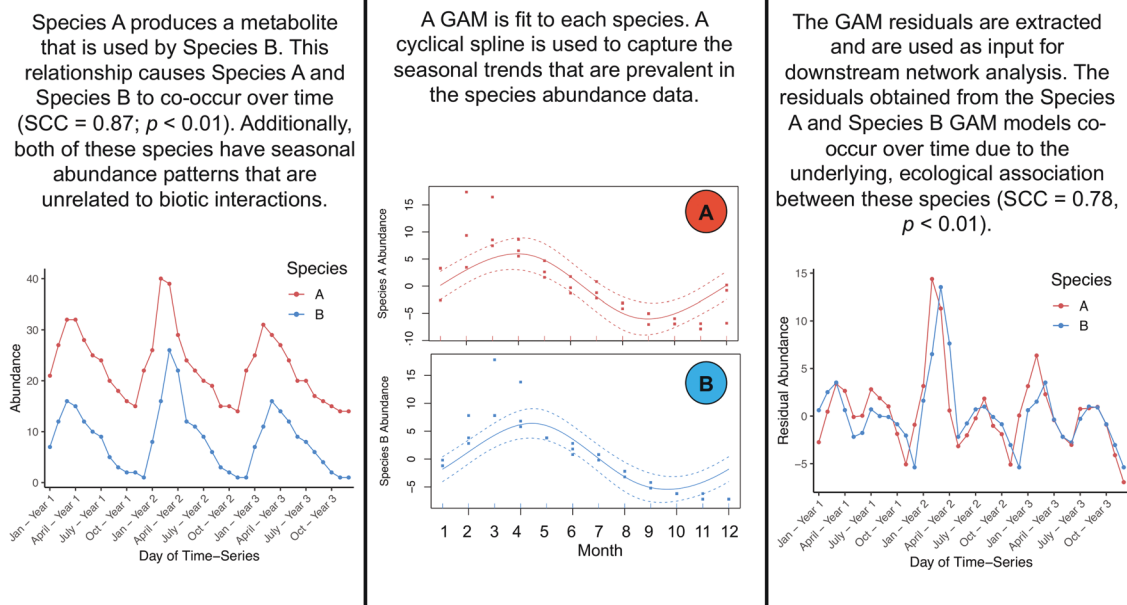 Species A produces a metabolite
that is used by Species B. This
relationship causes Species A and
Species B to co-occur over time
(SCC = 0.87; p < 0.01). Additionally,
both of these species have seasonal
abundance patterns that are
unrelated to biotic interactions.
Species
A
B
Abundance
40
30
20
10
0
Jan – Year 1
April – Year 1
July – Year 1
Oct – Year 1
Jan – Year 2
April – Year 2
July – Year 2
Oct – Year 2
Jan – Year 3
April – Year 3
July – Year 3
Oct – Year 3
Day of Time–Series
A GAM is fit to each species. A
cyclical spline is used to capture the
seasonal trends that are prevalent in
the species abundance data.
Species A Abundance
15
10
5
0
-5
-10
A
Species B Abundance
15
10
5
0
-5
B
1 2 3 4 5 6 7 8 9 10 11 12
Month
The GAM residuals are extracted
and are used as input for
downstream network analysis. The
residuals obtained from the Species
A and Species B GAM models co-
occur over time due to the
underlying, ecological association
between these species (SCC = 0.78,
p < 0.01).
Species
A
B
Residual Abundance
15
10
5
0
−5
Jan – Year 1
April – Year 1
July – Year 1
Oct – Year 1
Jan – Year 2
April – Year 2
July – Year 2
Oct – Year 2
Jan – Year 3
April – Year 3
July – Year 3
Oct – Year 3
Day of Time–Series